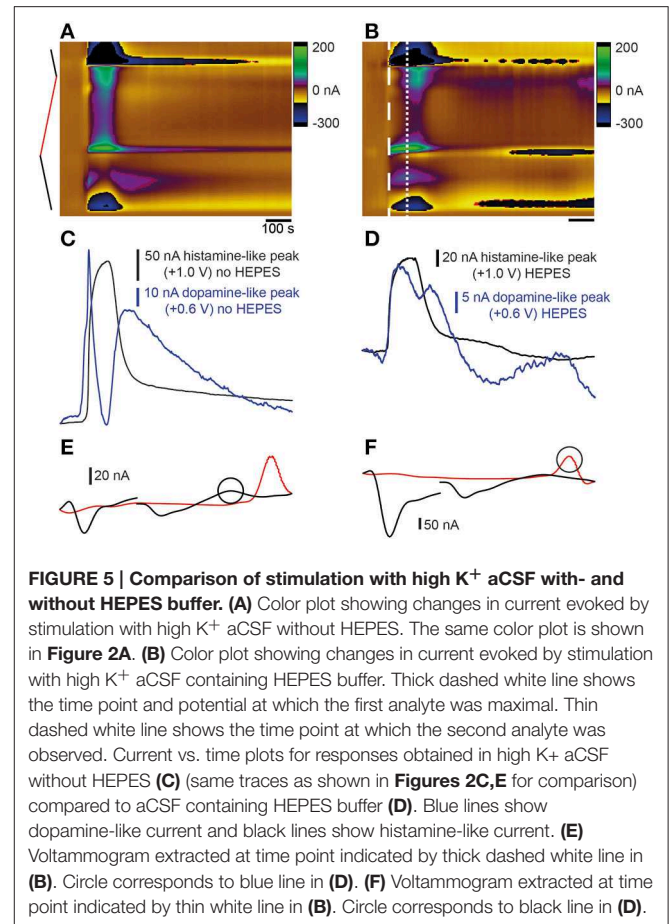 A
B
200
0 nA
-300
200
0 nA
-300
100 s
C
50 nA histamine-like peak
(+1.0 V) no HEPES
10 nA dopamine-like peak
(+0.6 V) no HEPES
D
20 nA histamine-like peak
(+1.0 V) HEPES
5 nA dopamine-like peak
(+0.6 V) HEPES
E
20 nA
F
50 nA
FIGURE 5 | Comparison of stimulation with high K+ aCSF with- and
without HEPES buffer. (A) Color plot showing changes in current evoked by
stimulation with high K+ aCSF without HEPES. The same color plot is shown
in Figure 2A. (B) Color plot showing changes in current evoked by stimulation
with high K+ aCSF containing HEPES buffer. Thick dashed white line shows
the time point and potential at which the first analyte was maximal. Thin
dashed white line shows the time point at which the second analyte was
observed. Current vs. time plots for responses obtained in high K+ aCSF
without HEPES (C) (same traces as shown in Figures 2C,E for comparison)
compared to aCSF containing HEPES buffer (D). Blue lines show
dopamine-like current and black lines show histamine-like current. (E)
Voltammogram extracted at time point indicated by thick dashed white line in
(B). Circle corresponds to blue line in (D). (F) Voltammogram extracted at time
point indicated by thin white line in (B). Circle corresponds to black line in (D).